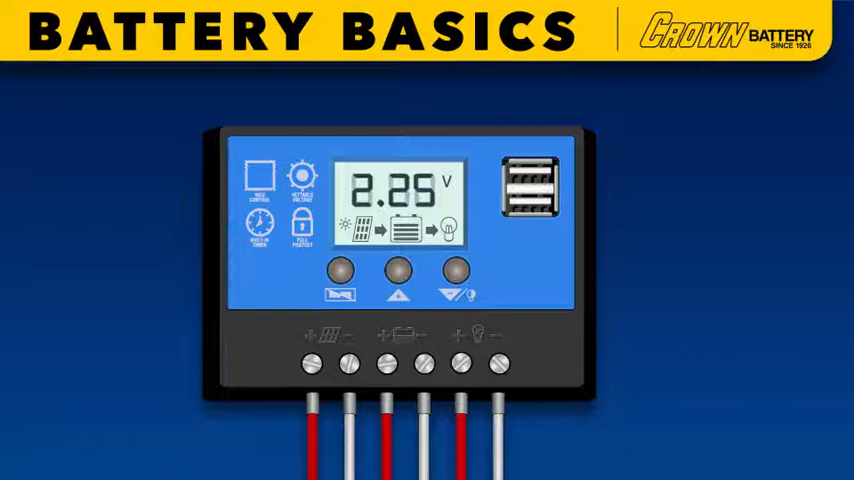 BATTERY BASICS
CROWN BATTERY
SINCE 1926
2.25 V